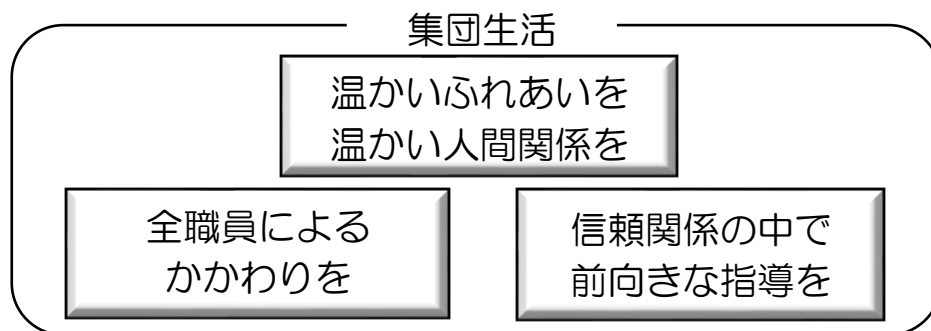 集団生活
温かいふれあいを
温かい人間関係を
全職員による
かかわりを
信頼関係の中で
前向きな指導を